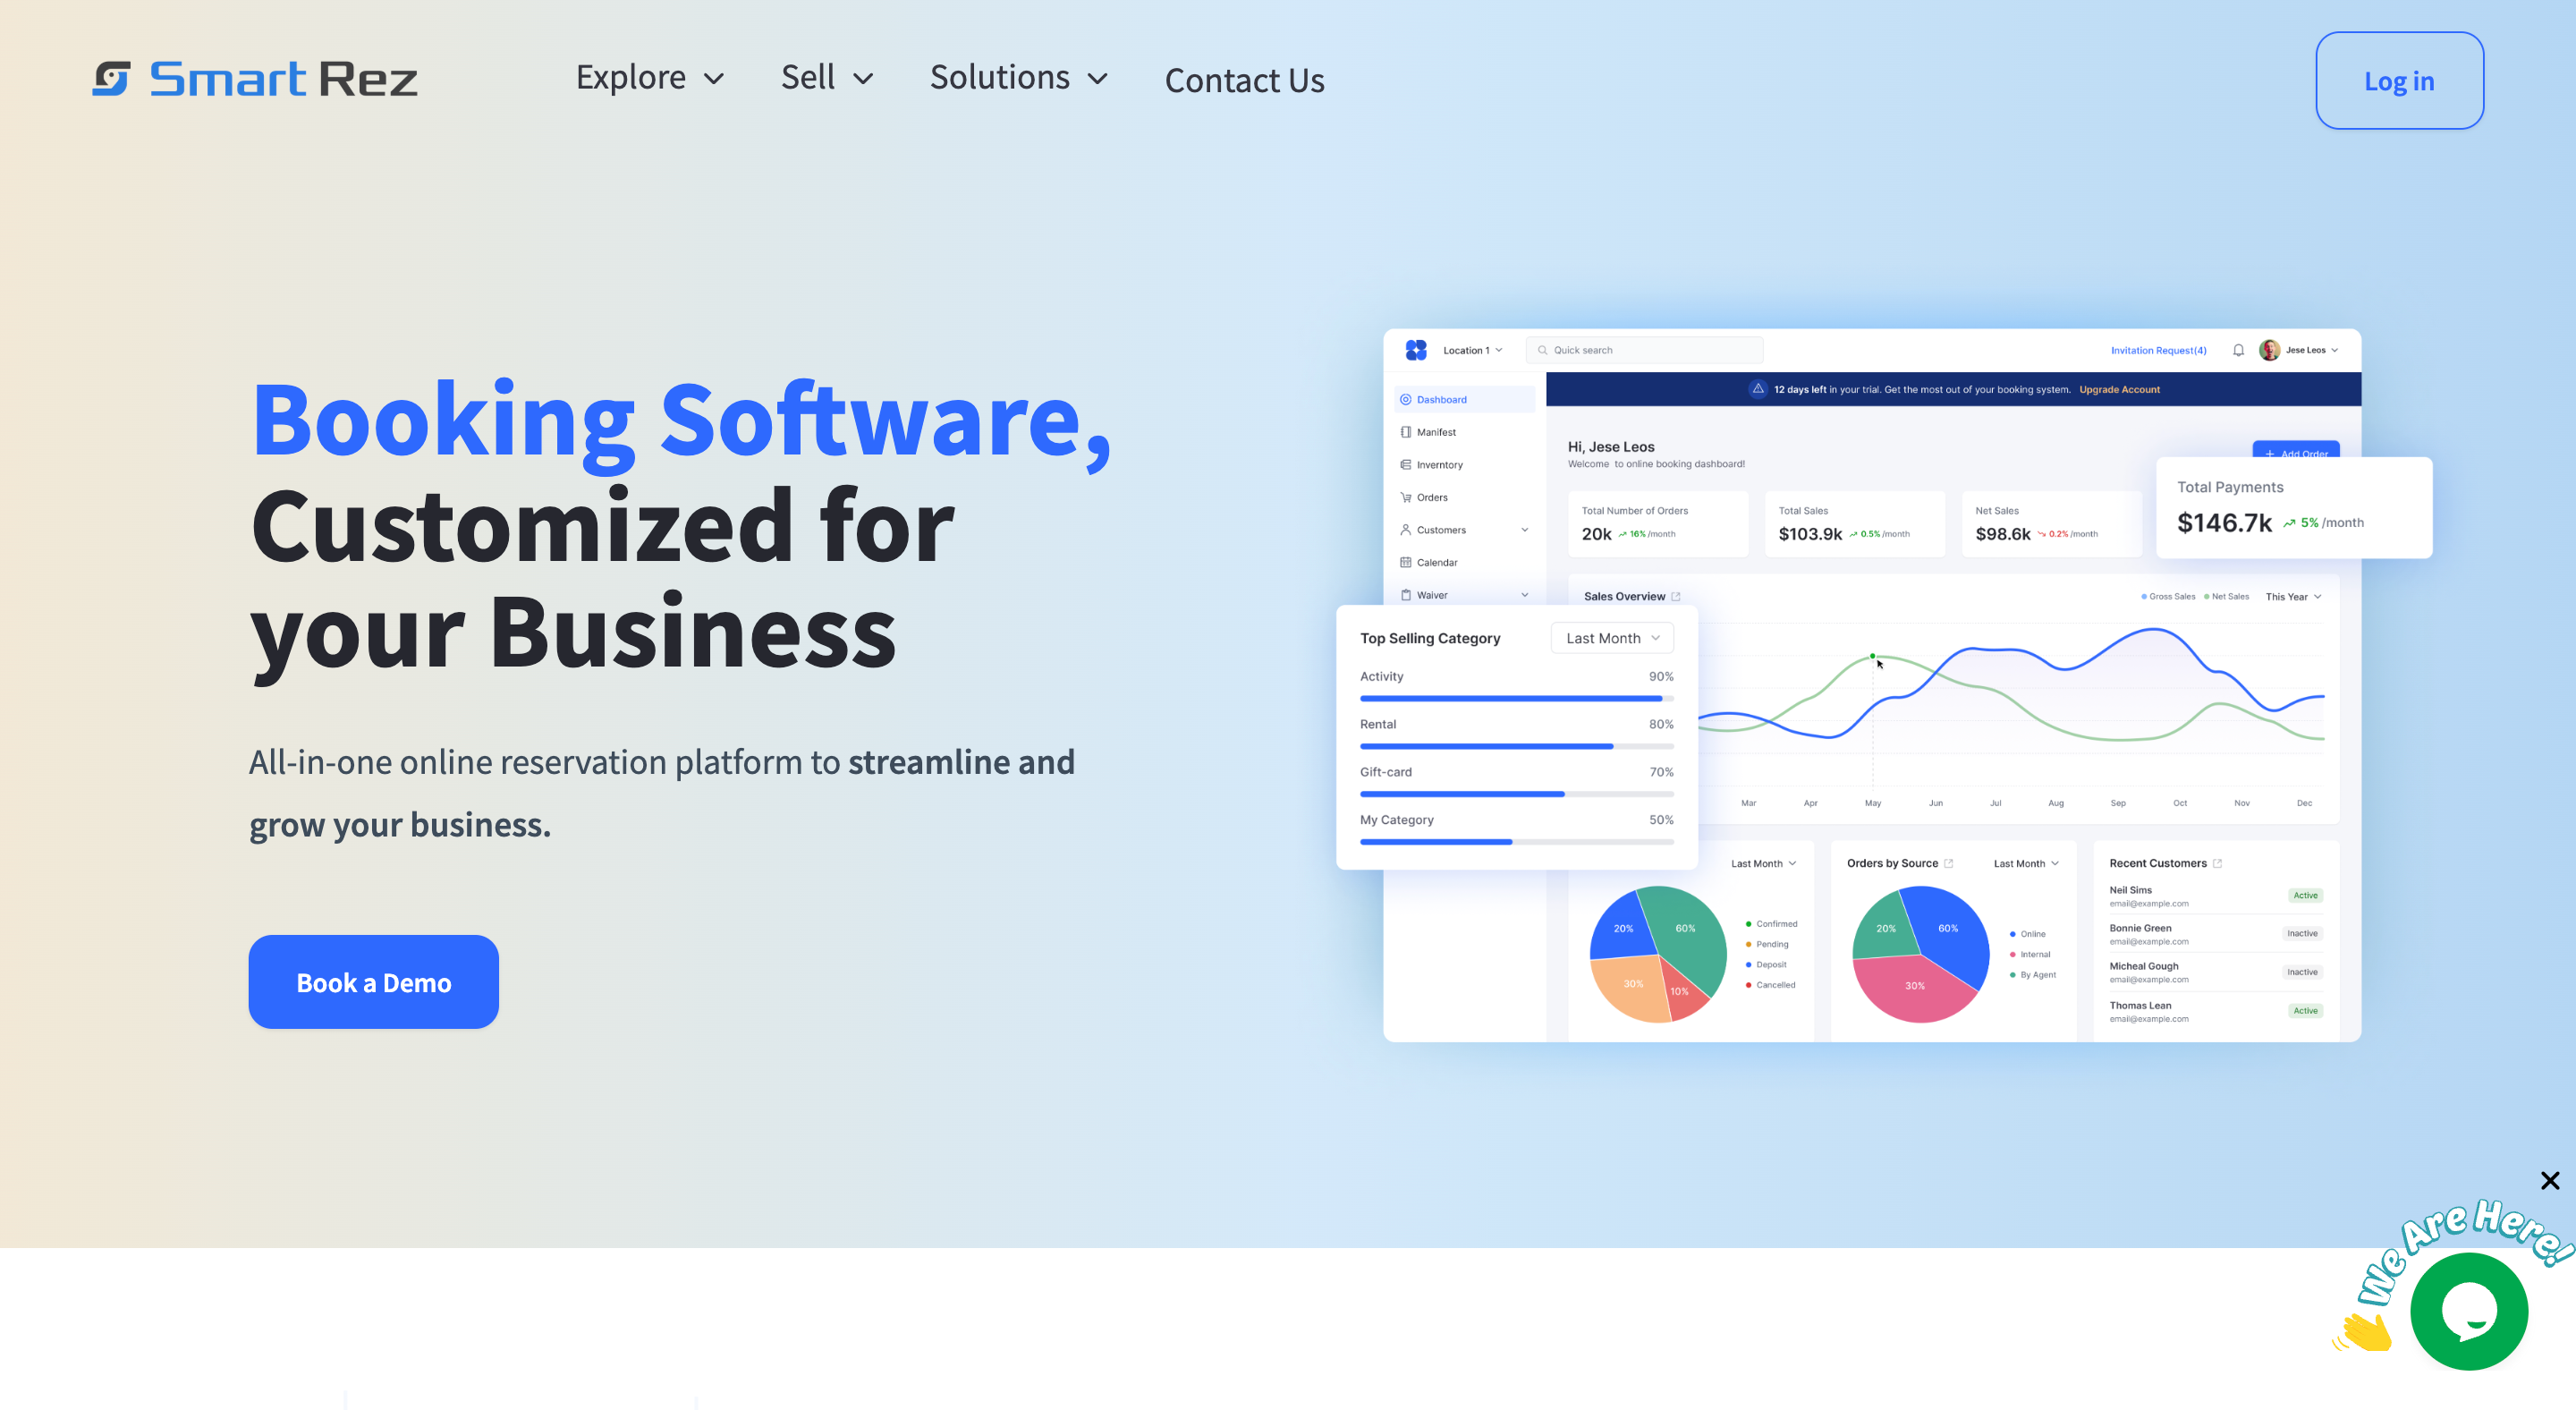 Smart Rez
Explore
Sell
Solutions
Contact Us
Log in
Booking Software,
Customized for
your Business
All-in-one online reservation platform to streamline and
grow your business.
Book a Demo
Location 1
Quick search
Invitation Request(4)
Jese Leos
12 days left in your trial. Get the most out of your booking system. Upgrade Account
Dashboard
Manifest
Inverntory
Orders
Customers
Calendar
Waiver
Hi, Jese Leos
Welcome to online booking dashboard!
Add Order
Total Number of Orders
20k 16% /month
Total Sales
$103.9k 0.5% /month
Net Sales
$98.6k 0.2% /month
Total Payments
$146.7k 5% /month
Sales Overview
Gross Sales Net Sales This Year
Mar Apr May Jun Jul Aug Sep Oct Nov Dec
Top Selling Category Last Month
Activity 90%
Rental 80%
Gift-card 70%
My Category 50%
Last Month
20% 60%
30% 10%
Confirmed
Pending
Deposit
Cancelled
Orders by Source Last Month
20% 60%
30%
Online
Internal
By Agent
Recent Customers
Neil Sims
email@example.com
Active
Bonnie Green
email@example.com
Inactive
Micheal Gough
email@example.com
Inactive
Thomas Lean
email@example.com
Active
We Are Here!